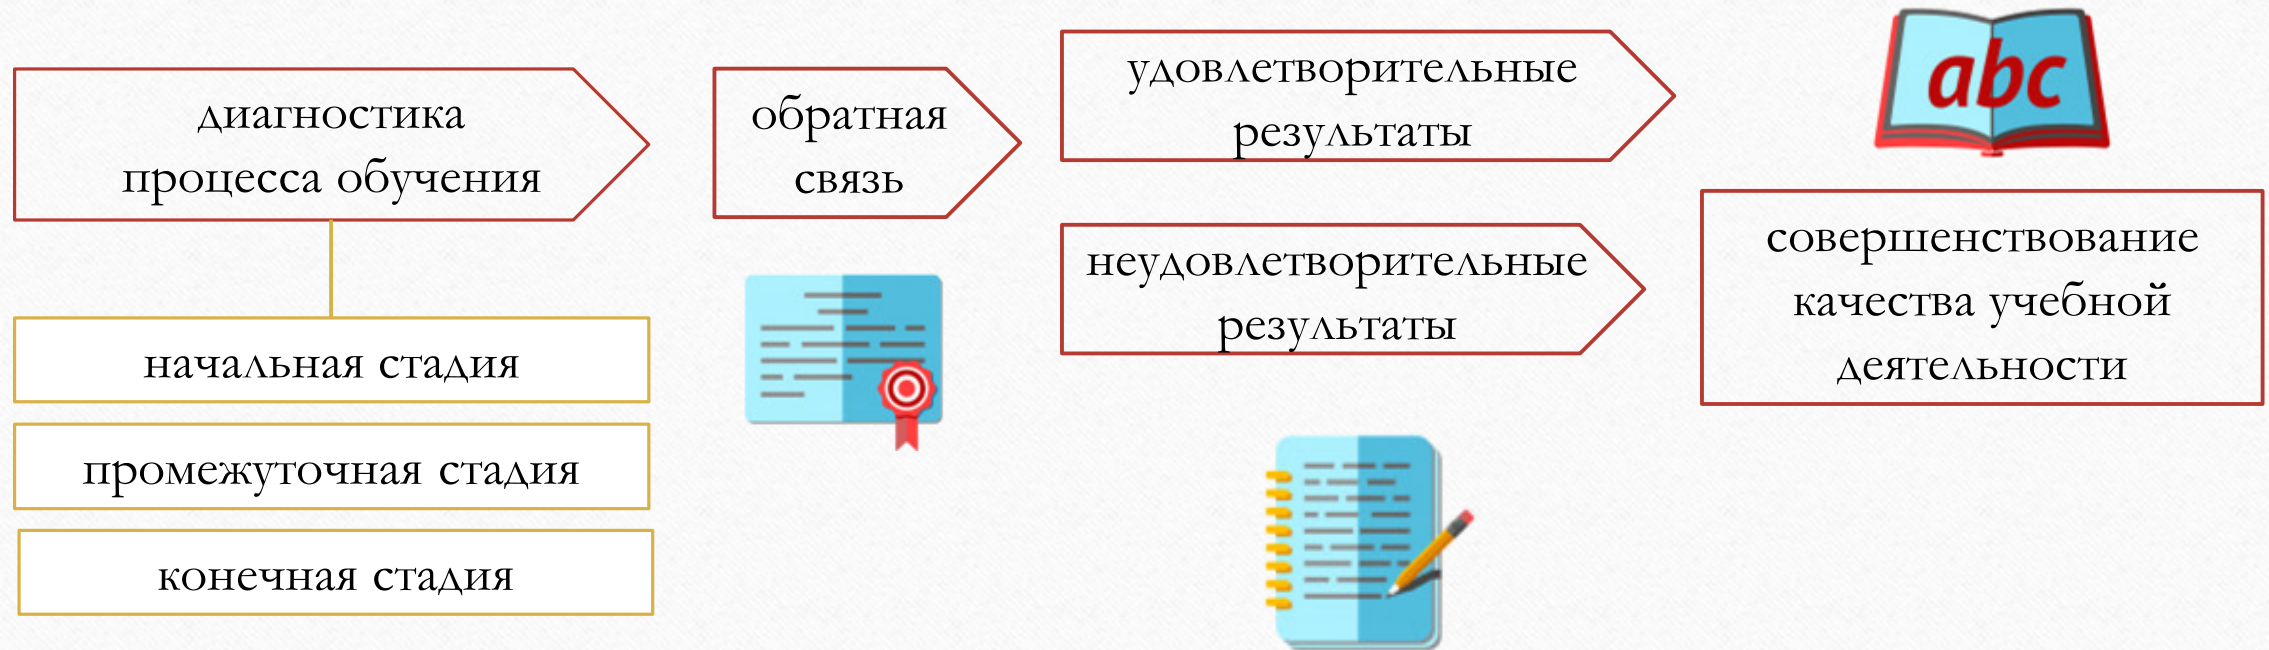 диагностика
процесса обучения
начальная стадия
промежуточная стадия
конечная стадия
обратная
связь
удовлетворительные
результаты
неудовлетворительные
результаты
abc
совершенствование
качества учебной
деятельности